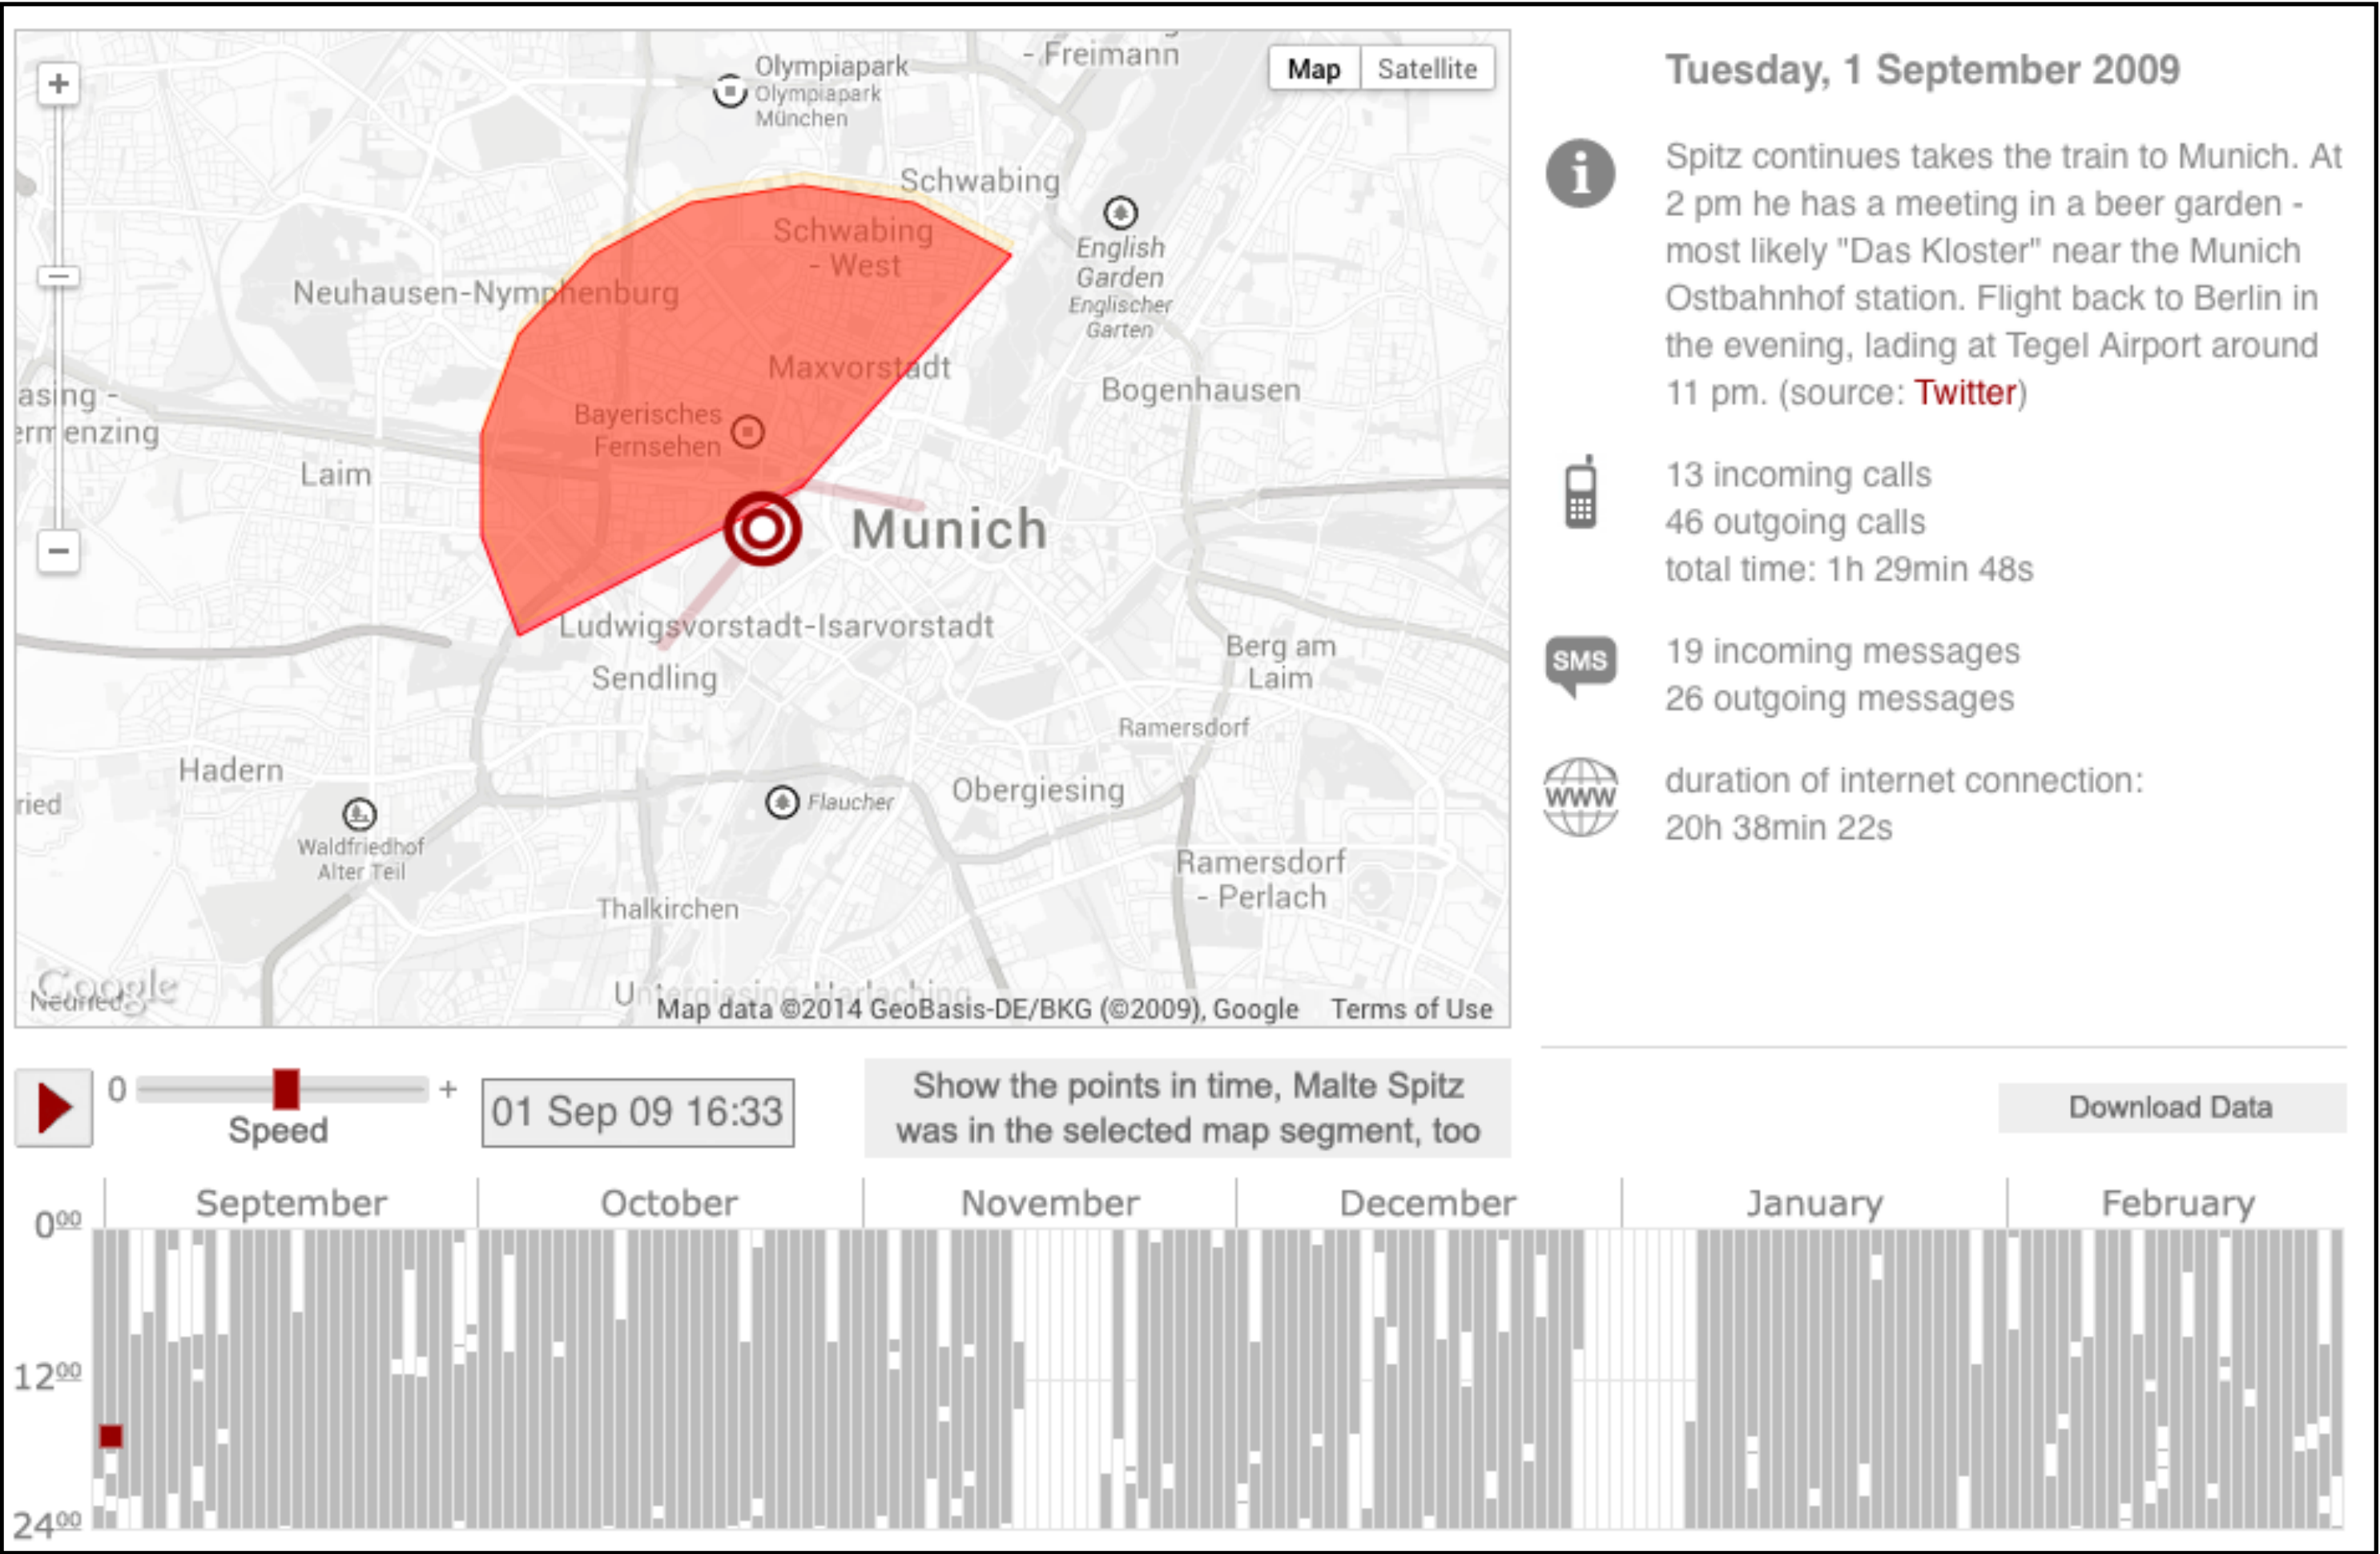 Olympiapark
Olympiapark
München
- Freimann
Map
Satellite
Schwabing
Schwabing
- West
English
Garden
Englischer
Garten
Neuhausen-Nymphenburg
Maxvorstadt
Bogenhausen
asing -
ermenzing
Bayerisches
Fernsehen
Laim
Munich
Ludwigsvorstadt-Isarvorstadt
Sendling
Berg am
Laim
Ramersdorf
Hadern
ried
Flaucher
Obergiesing
Waldfriedhof
Alter Teil
Ramersdorf
- Perlach
Thalkirchen
Google
Neuried
Untergiesing-Harlaching
Map data ©2014 GeoBasis-DE/BKG (©2009), Google
Terms of Use
Tuesday, 1 September 2009
i
Spitz continues takes the train to Munich. At
2 pm he has a meeting in a beer garden -
most likely "Das Kloster" near the Munich
Ostbahnhof station. Flight back to Berlin in
the evening, lading at Tegel Airport around
11 pm. (source: Twitter)
13 incoming calls
46 outgoing calls
total time: 1h 29min 48s
SMS
19 incoming messages
26 outgoing messages
WWW
duration of internet connection:
20h 38min 22s
0 +
Speed
01 Sep 09 16:33
Show the points in time, Malte Spitz
was in the selected map segment, too
Download Data
September October November December January February
0⁰⁰
12⁰⁰
24⁰⁰